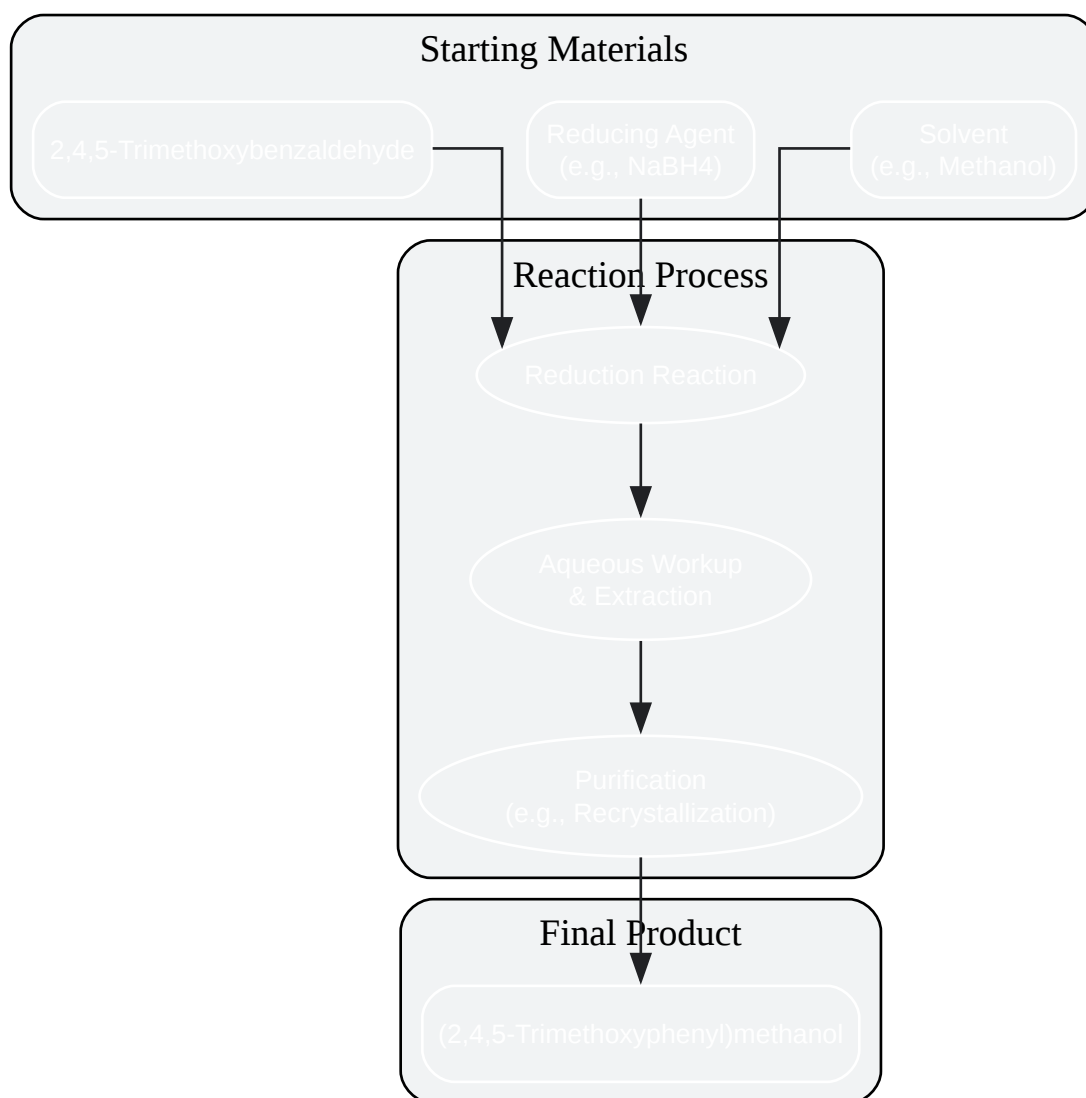 Starting Materials
2,4,5-Trimethoxybenzaldehyde
Reducing Agent
(e.g., NaBH4)
Solvent
(e.g., Methanol)
Reaction Process
Reduction Reaction
Aqueous Workup
& Extraction
Purification
(e.g., Recrystallization)
Final Product
(2,4,5-Trimethoxyphenyl)methanol